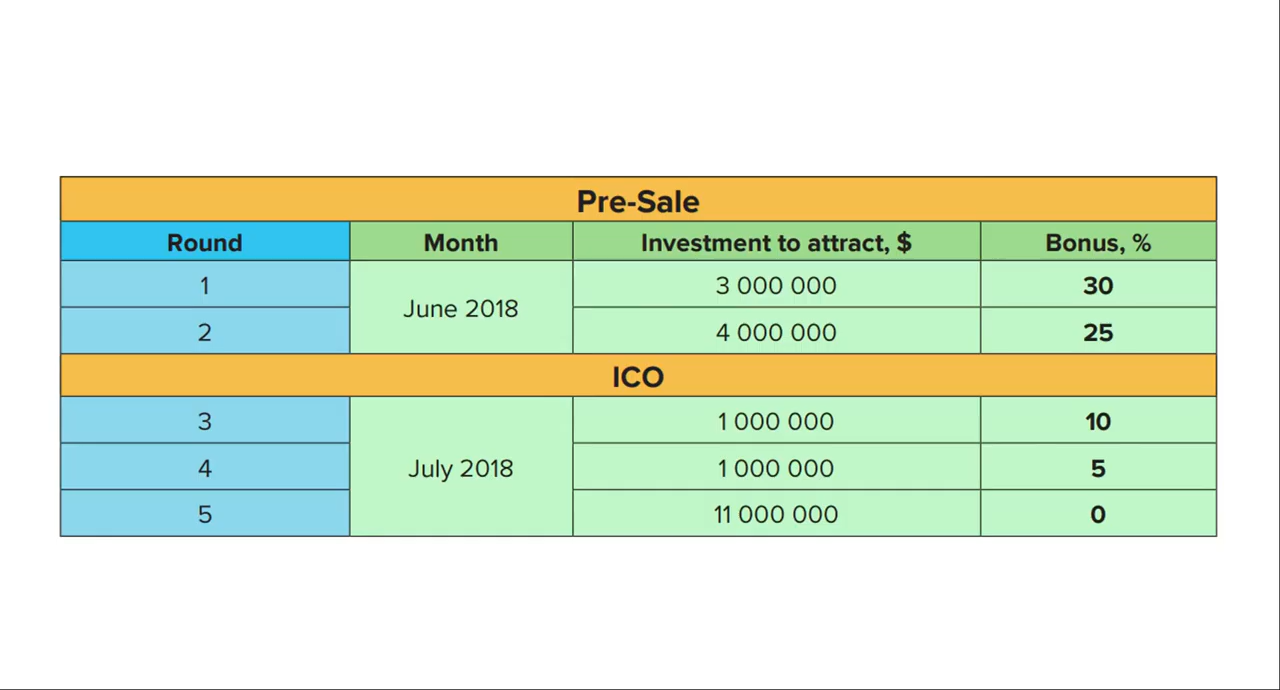 Pre-Sale
Round Month Investment to attract, $ Bonus, %
1 June 2018 3 000 000 30
2 4 000 000 25
ICO
3 July 2018 1 000 000 10
4 1 000 000 5
5 11 000 000 0